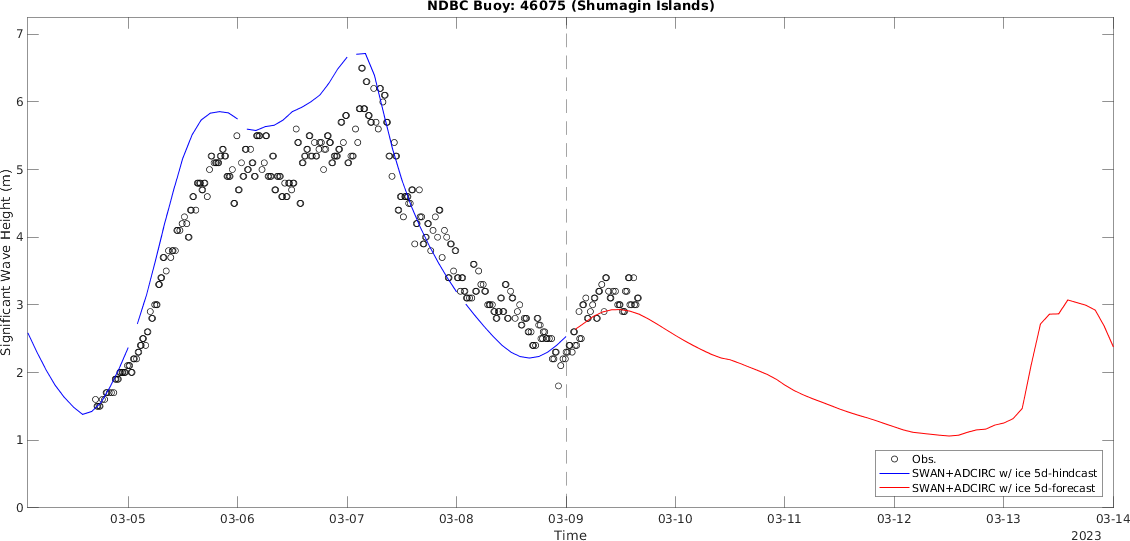 NDBC Buoy: 46075 (Shumagin Islands)
7
6
5
4
3
2
1
0
Significant Wave Height (m)
Obs.
SWAN+ADCIRC w/ ice 5d-hindcast
SWAN+ADCIRC w/ ice 5d-forecast
03-05 03-06 03-07 03-08 03-09 03-10 03-11 03-12 03-13 03-14
Time
2023